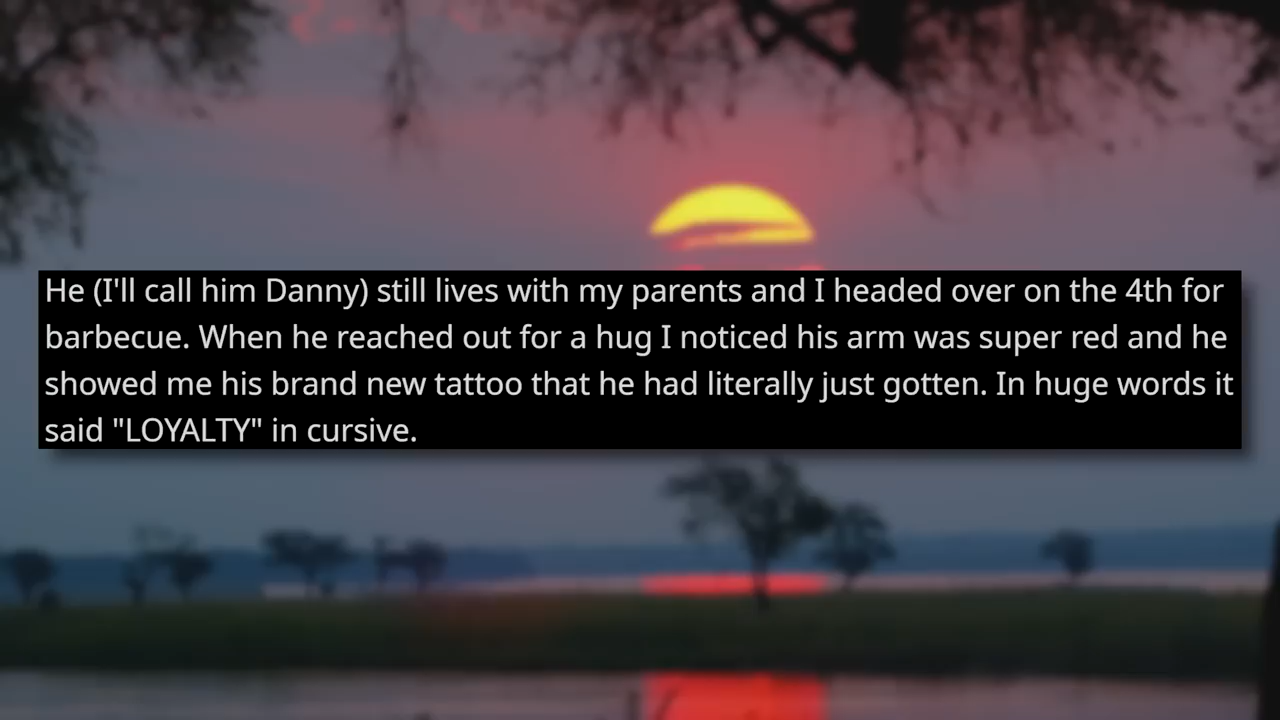 He (I'll call him Danny) still lives with my parents and I headed over on the 4th for
barbecue. When he reached out for a hug I noticed his arm was super red and he
showed me his brand new tattoo that he had literally just gotten. In huge words it
said "LOYALTY" in cursive.